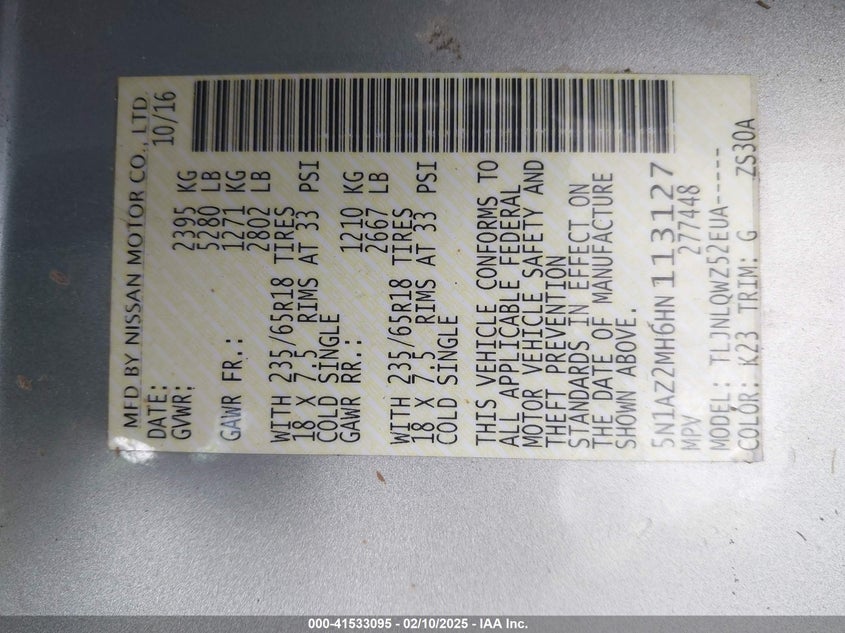 MFD BY NISSAN MOTOR CO., LTD.
DATE: 10/16
GVWR: 2395 KG
5280 LB
GAWR FR.: 1271 KG
2802 LB
WITH 235/65R18 TIRES
18 X 7.5 RIMS AT 33 PSI
COLD SINGLE
GAWR RR.: 1210 KG
2667 LB
WITH 235/65R18 TIRES
18 X 7.5 RIMS AT 33 PSI
COLD SINGLE
THIS VEHICLE CONFORMS TO
ALL APPLICABLE FEDERAL
MOTOR VEHICLE SAFETY AND
THEFT PREVENTION
STANDARDS IN EFFECT ON
THE DATE OF MANUFACTURE
SHOWN ABOVE.
5N1AZ2MH6HN113127
MPV 277448
MODEL: TLJNLQWZ52EUA-----
COLOR: K23 TRIM: G ZS30A
000-41533095 - 02/10/2025 - IAA Inc.